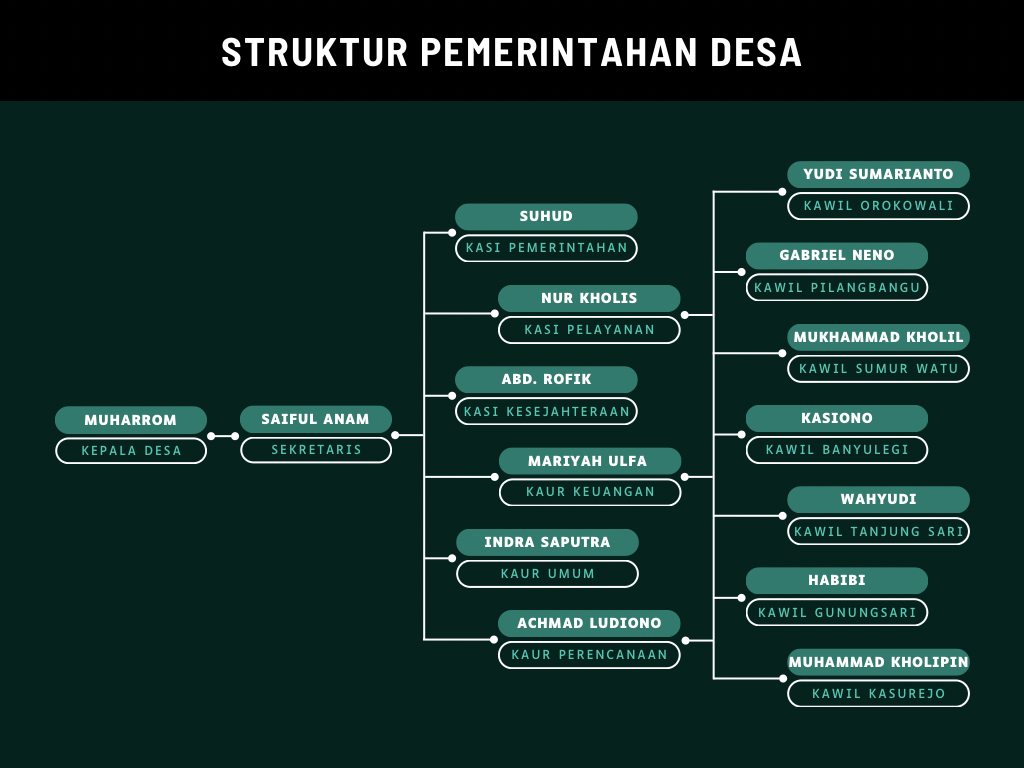 STRUKTUR PEMERINTAHAN DESA
MUHARROM
KEPALA DESA
SAIFUL ANAM
SEKRETARIS
SUHUD
KASI PEMERINTAHAN
NUR KHOLIS
KASI PELAYANAN
ABD. ROFIK
KASI KESEJAHTERAAN
MARIYAH ULFA
KAUR KEUANGAN
INDRA SAPUTRA
KAUR UMUM
ACHMAD LUDIONO
KAUR PERENCANAAN
YUDI SUMARIANTO
KAWIL OROKOWALI
GABRIEL NENO
KAWIL PILANGBANGU
MUKHAMMAD KHOLIL
KAWIL SUMUR WATU
KASIONO
KAWIL BANYULEGI
WAHYUDI
KAWIL TANJUNG SARI
HABIBI
KAWIL GUNUNGSARI
MUHAMMAD KHOLIPIN
KAWIL KASUREJO